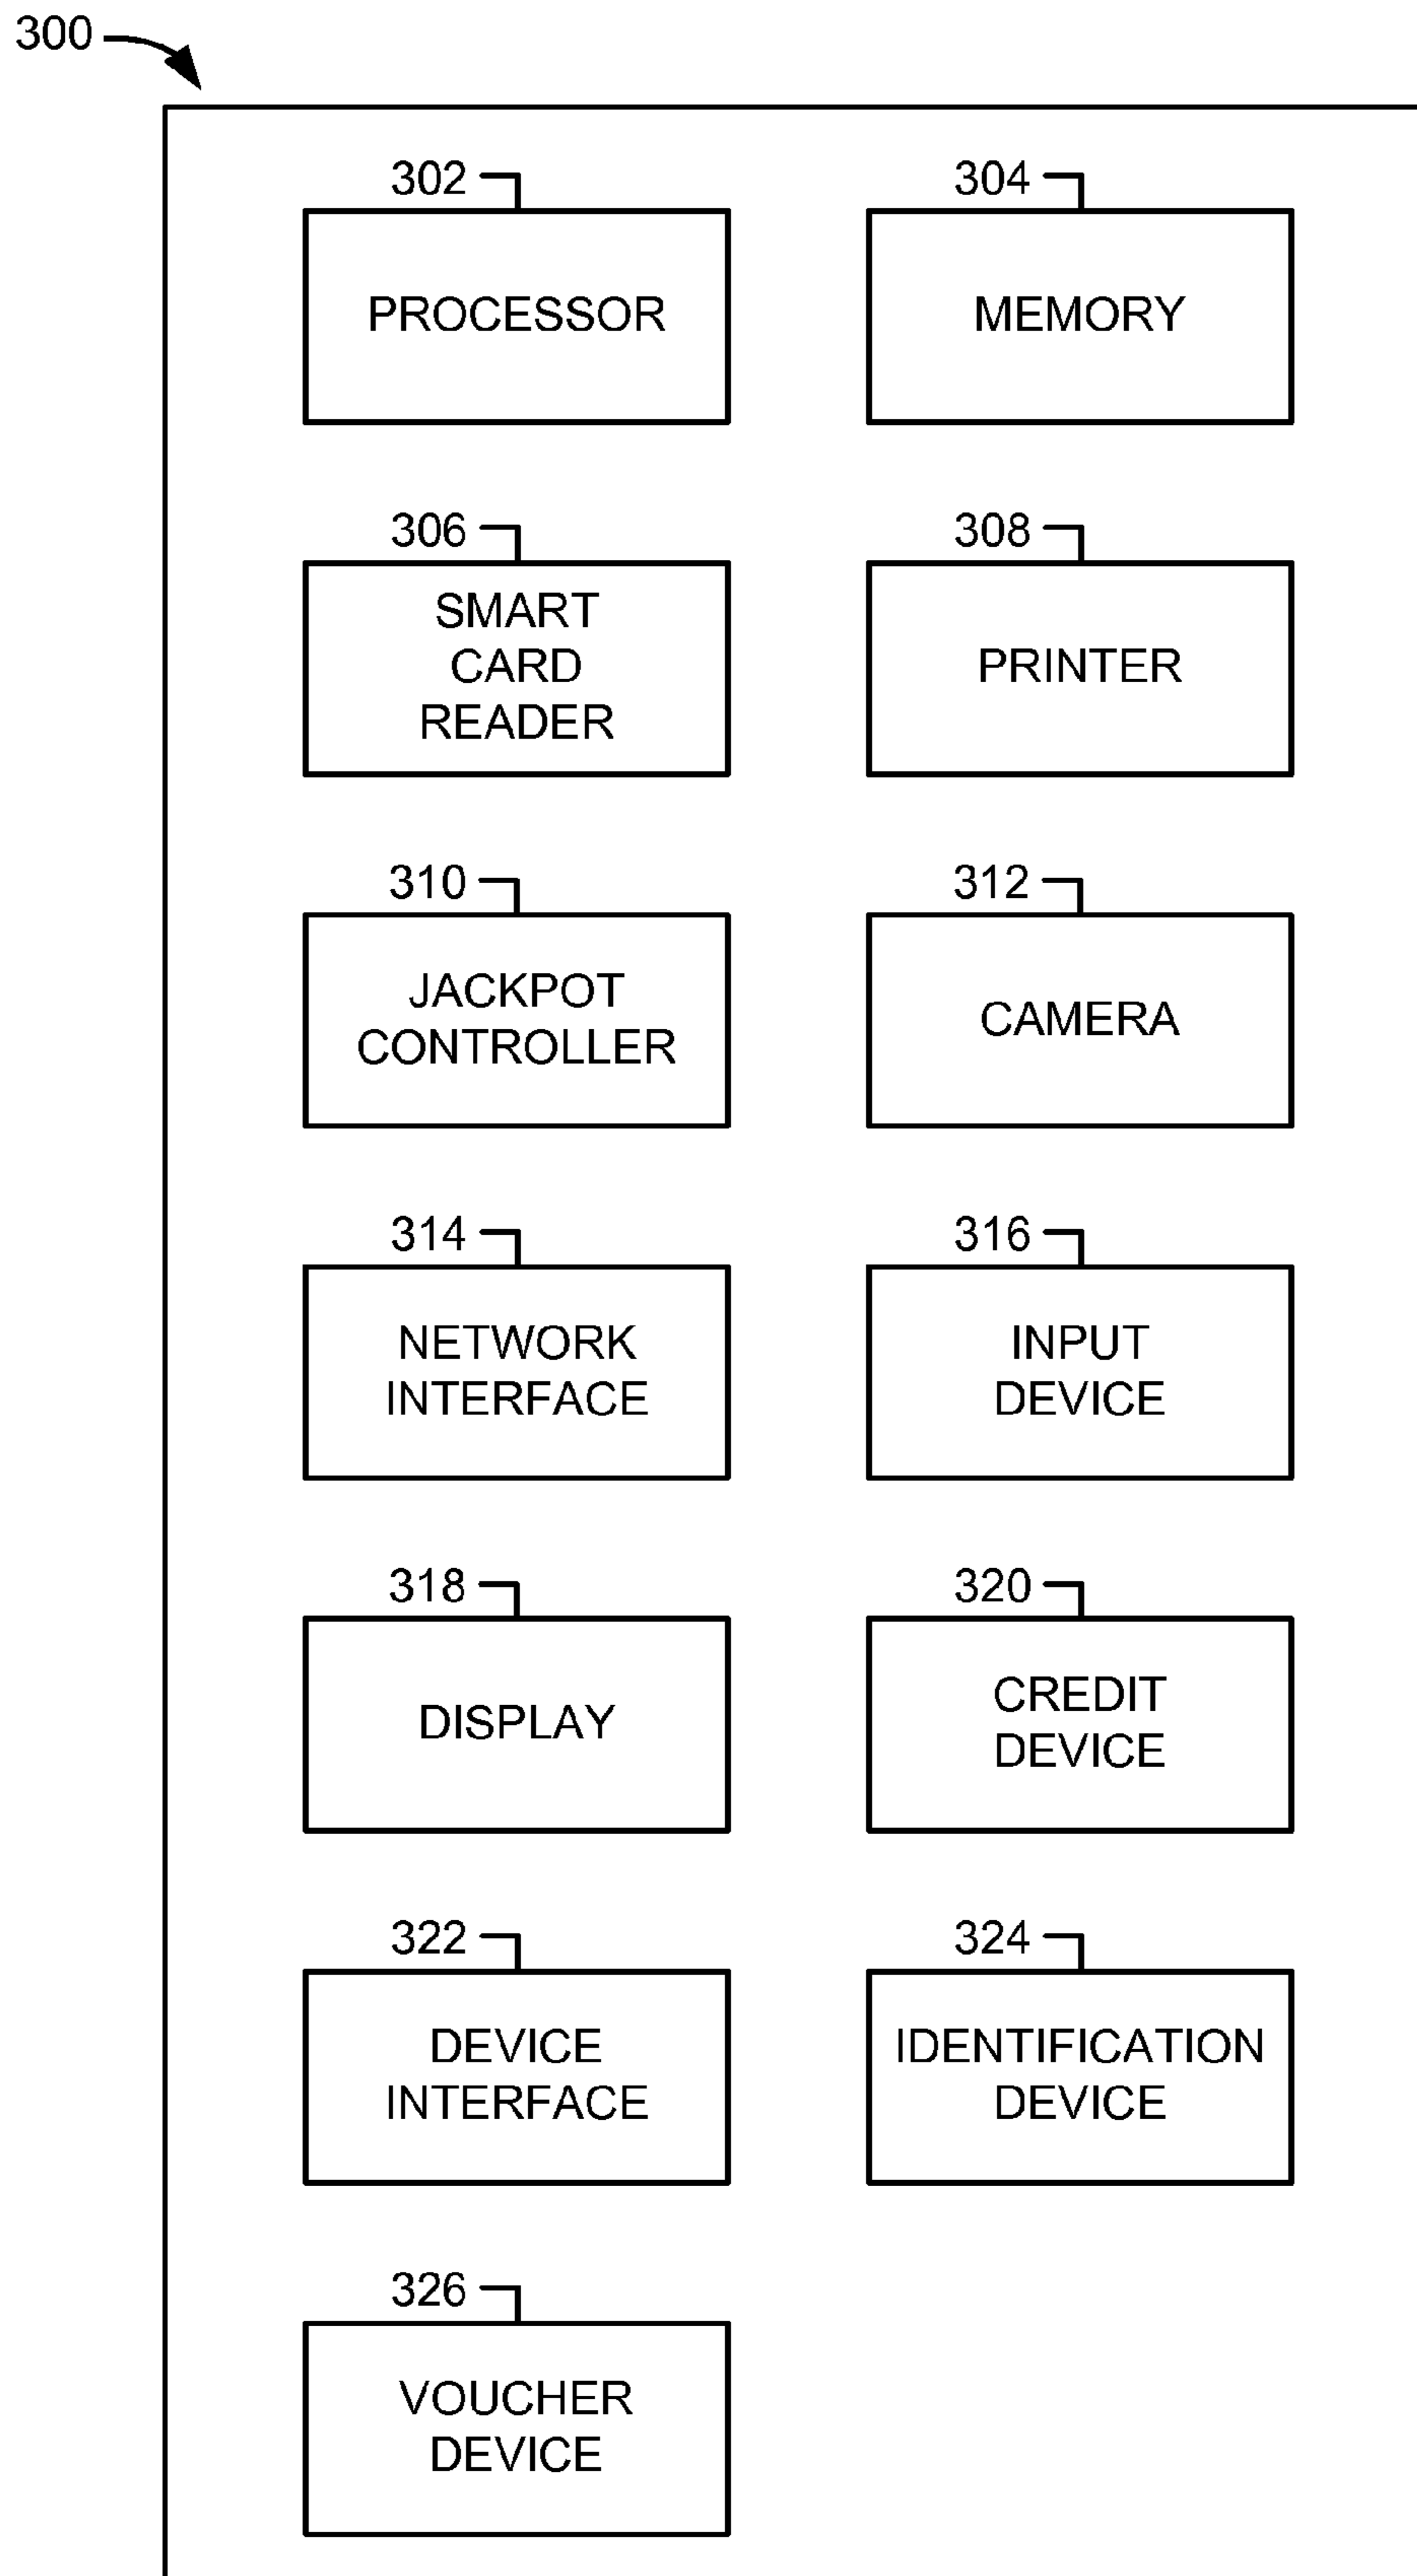 300
302
PROCESSOR
304
MEMORY
306
SMART
CARD
READER
308
PRINTER
310
JACKPOT
CONTROLLER
312
CAMERA
314
NETWORK
INTERFACE
316
INPUT
DEVICE
318
DISPLAY
320
CREDIT
DEVICE
322
DEVICE
INTERFACE
324
IDENTIFICATION
DEVICE
326
VOUCHER
DEVICE